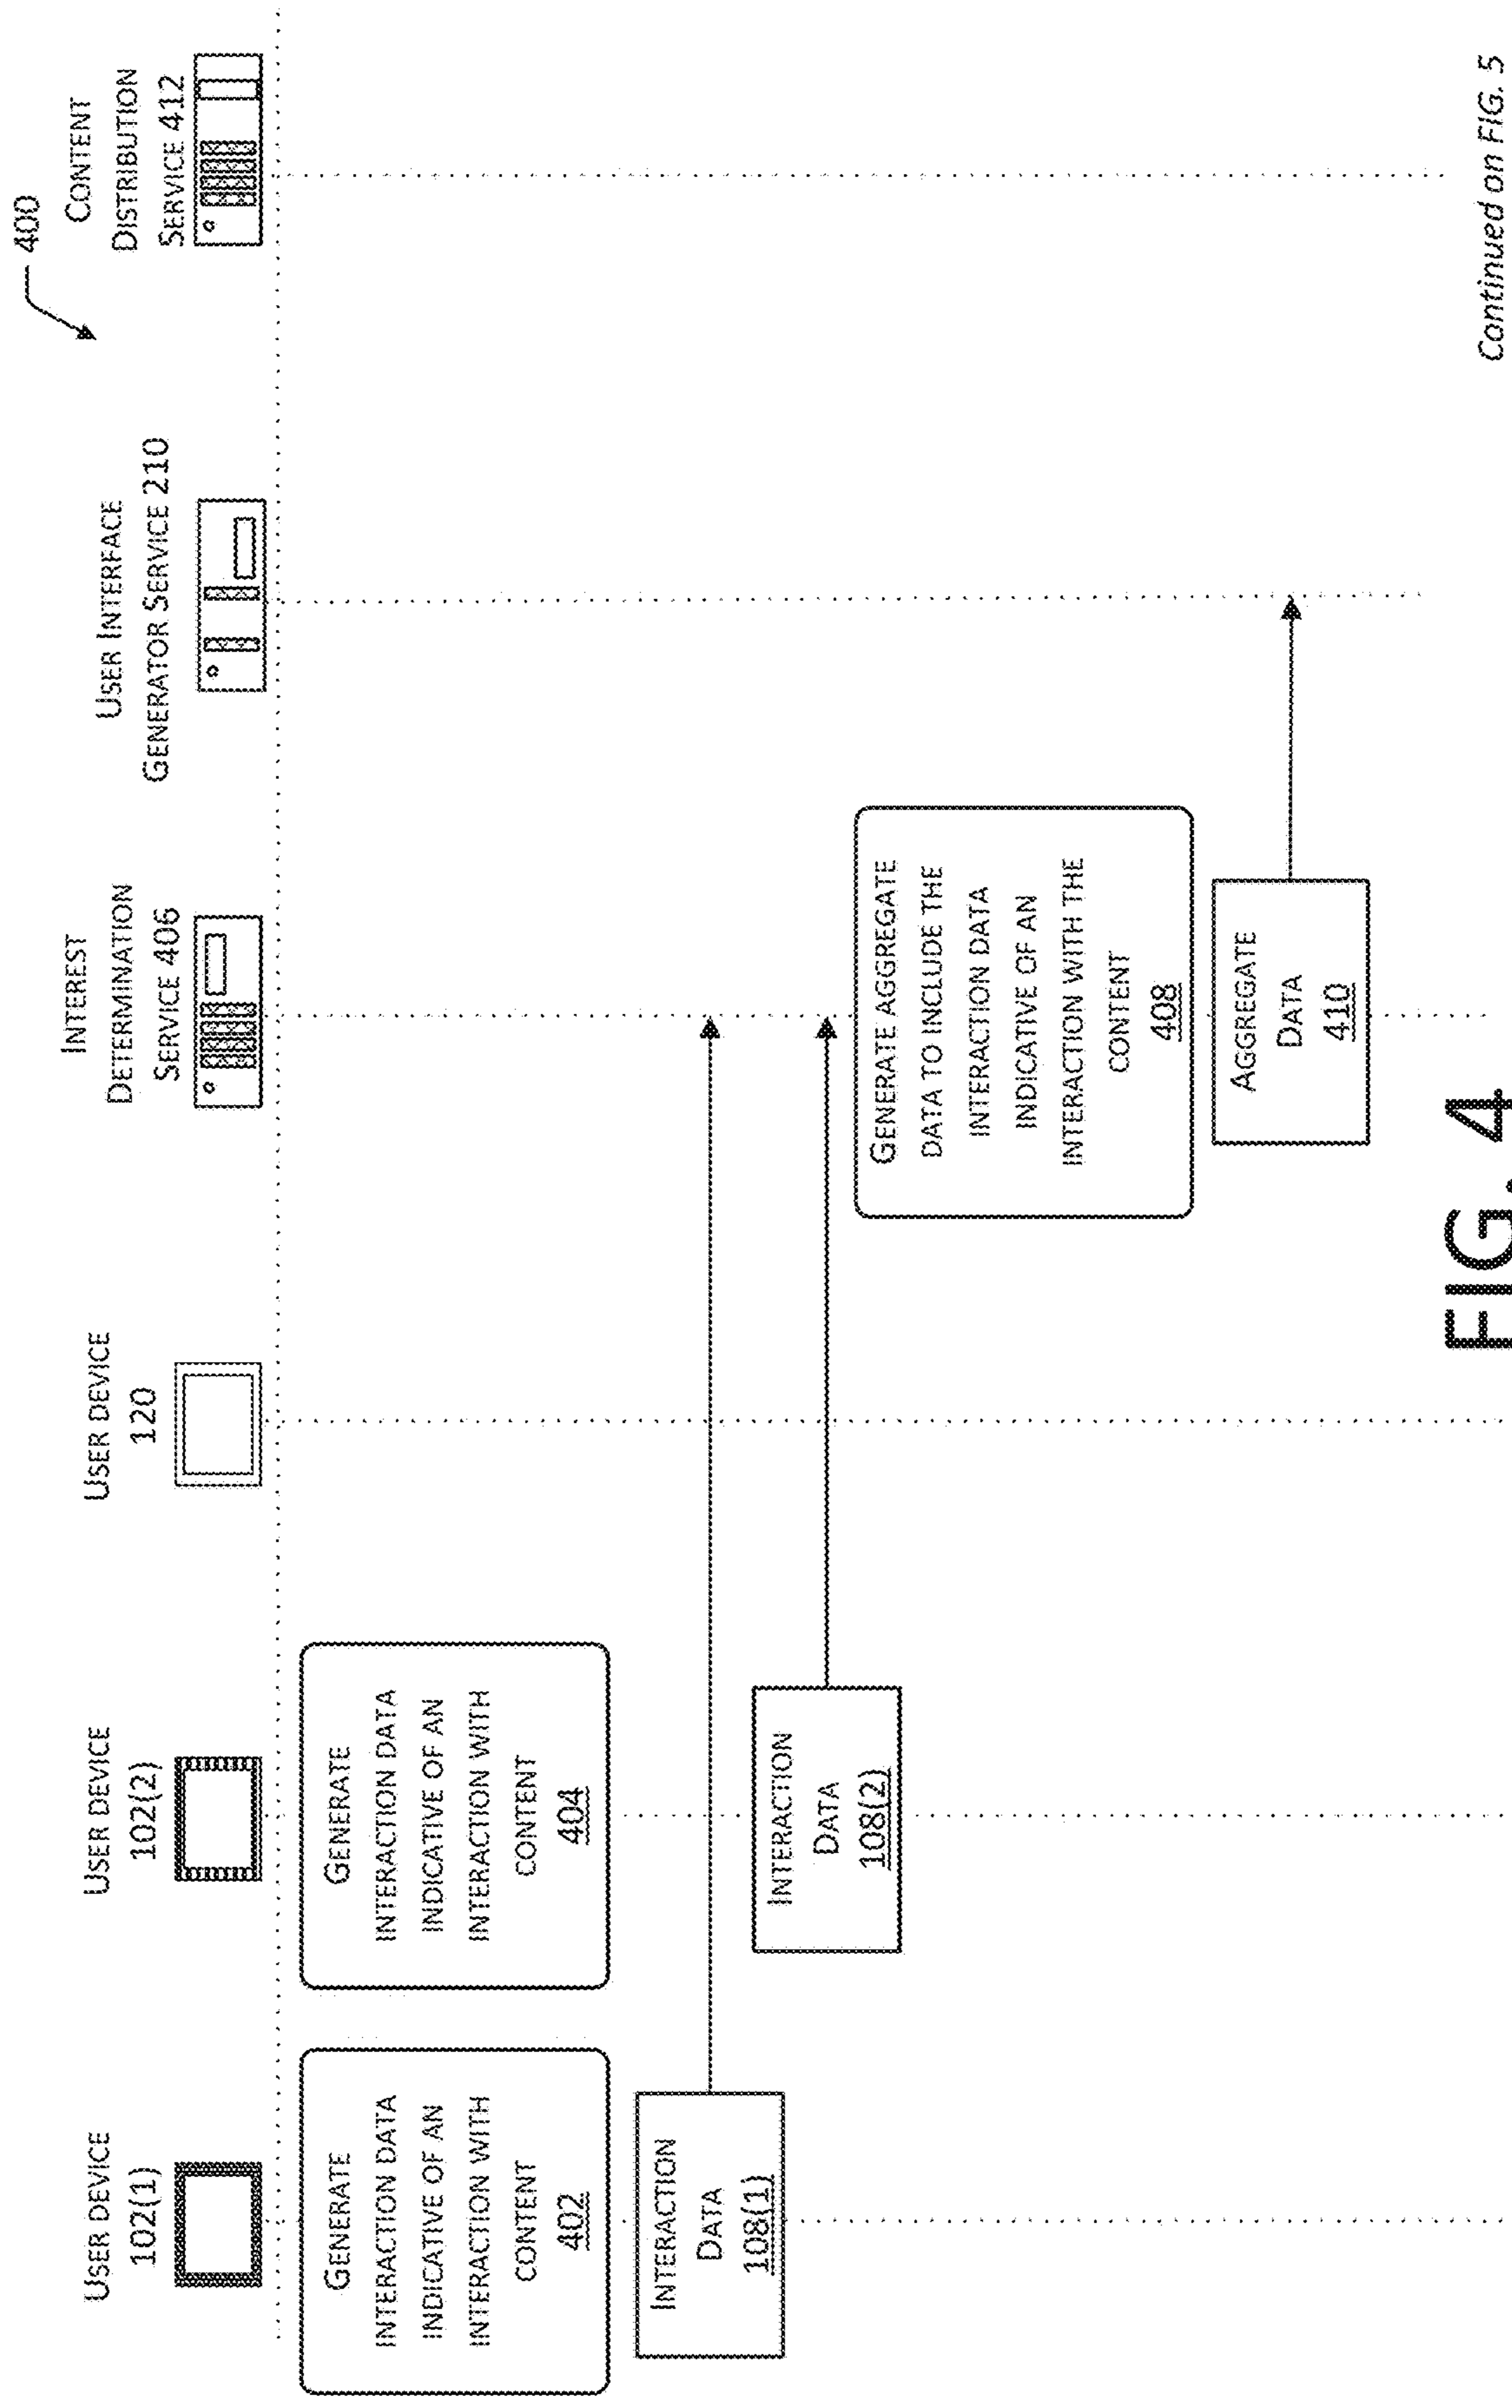 400
USER DEVICE
102(1)
USER DEVICE
102(2)
USER DEVICE
120
INTEREST
DETERMINATION
SERVICE 406
USER INTERFACE
GENERATOR SERVICE 210
CONTENT
DISTRIBUTION
SERVICE 412
GENERATE
INTERACTION DATA
INDICATIVE OF AN
INTERACTION WITH
CONTENT
402
GENERATE
INTERACTION DATA
INDICATIVE OF AN
INTERACTION WITH
CONTENT
404
INTERACTION
DATA
108(1)
INTERACTION
DATA
108(2)
GENERATE AGGREGATE
DATA TO INCLUDE THE
INTERACTION DATA
INDICATIVE OF AN
INTERACTION WITH THE
CONTENT
408
AGGREGATE
DATA
410
FIG. 4
Continued on FIG. 5